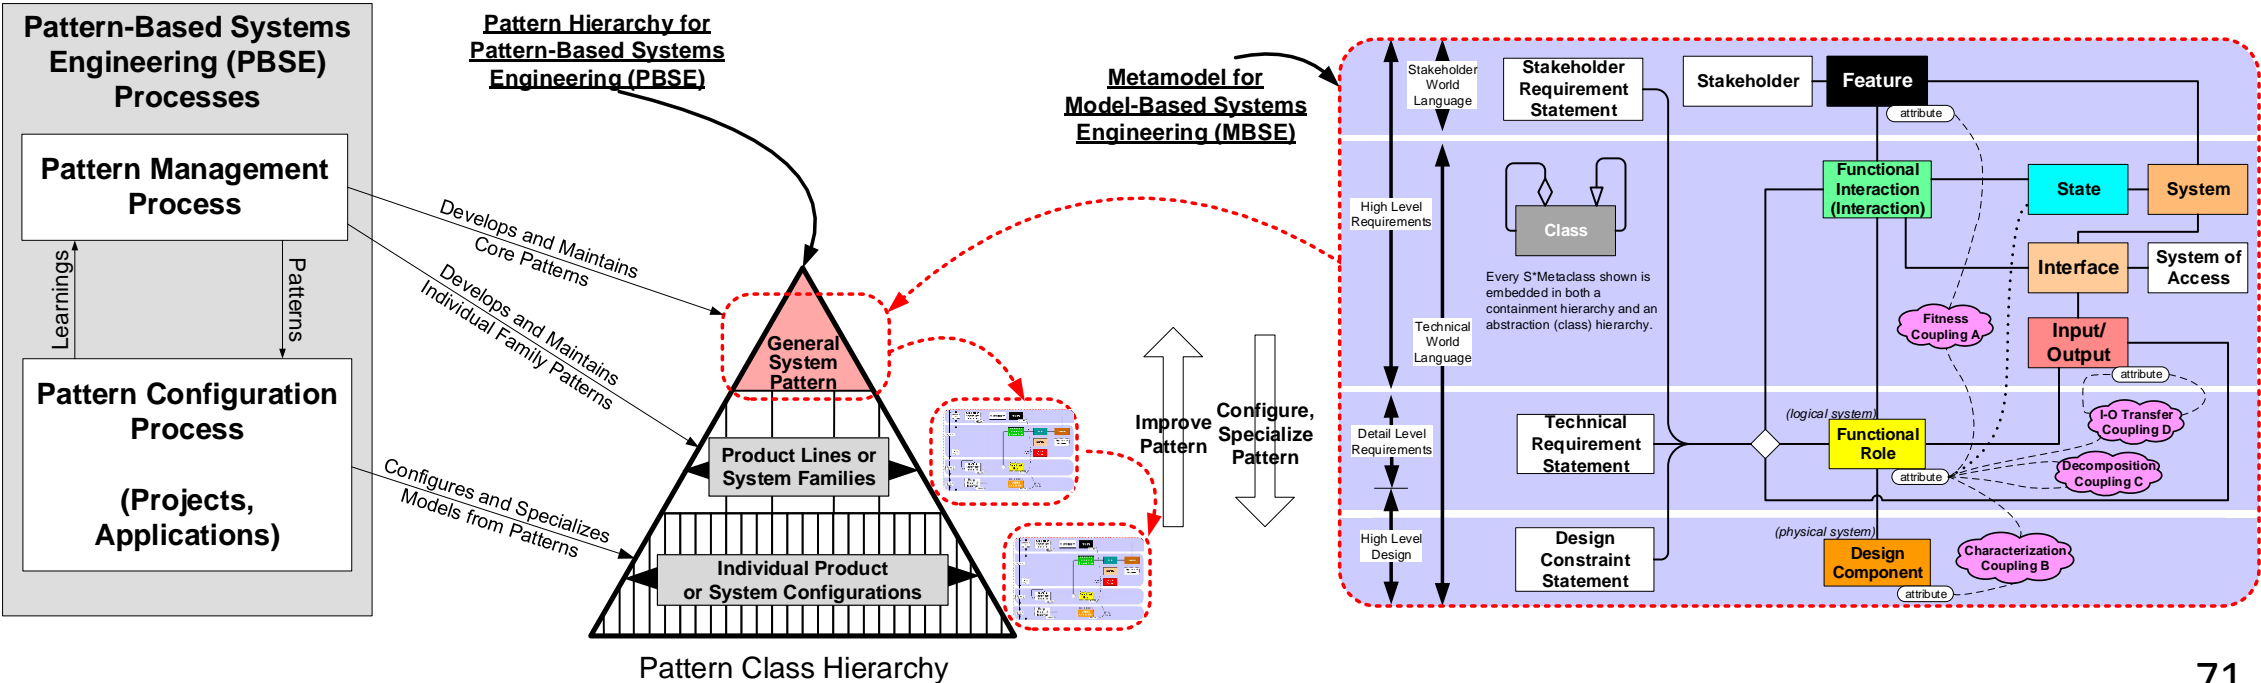 Pattern-Based Systems
Engineering (PBSE)
Processes
Pattern Management
Process
Learnings
Patterns
Pattern Configuration
Process
(Projects,
Applications)
Pattern Hierarchy for
Pattern-Based Systems
Engineering (PBSE)
Develops and Maintains
Core Patterns
Develops and Maintains
Individual Family Patterns
Configures and Specializes
Models from Patterns
General
System
Pattern
Product Lines or
System Families
Individual Product
or System Configurations
Pattern Class Hierarchy
Improve
Pattern
Configure,
Specialize
Pattern
Metamodel for
Model-Based Systems
Engineering (MBSE)
Stakeholder
World
Language
High Level
Requirements
Technical
World
Language
Detail Level
Requirements
High Level
Design
Stakeholder
Requirement
Statement
Stakeholder
Feature
attribute
Class
Every S*Metaclass shown is
embedded in both a
containment hierarchy and an
abstraction (class) hierarchy.
Functional
Interaction
(Interaction)
State
System
Interface
System of
Access
Fitness
Coupling A
Input/
Output
attribute
I-O Transfer
Coupling D
Technical
Requirement
Statement
(logical system)
Functional
Role
attribute
Decomposition
Coupling C
Design
Constraint
Statement
(physical system)
Design
Component
attribute
Characterization
Coupling B
71